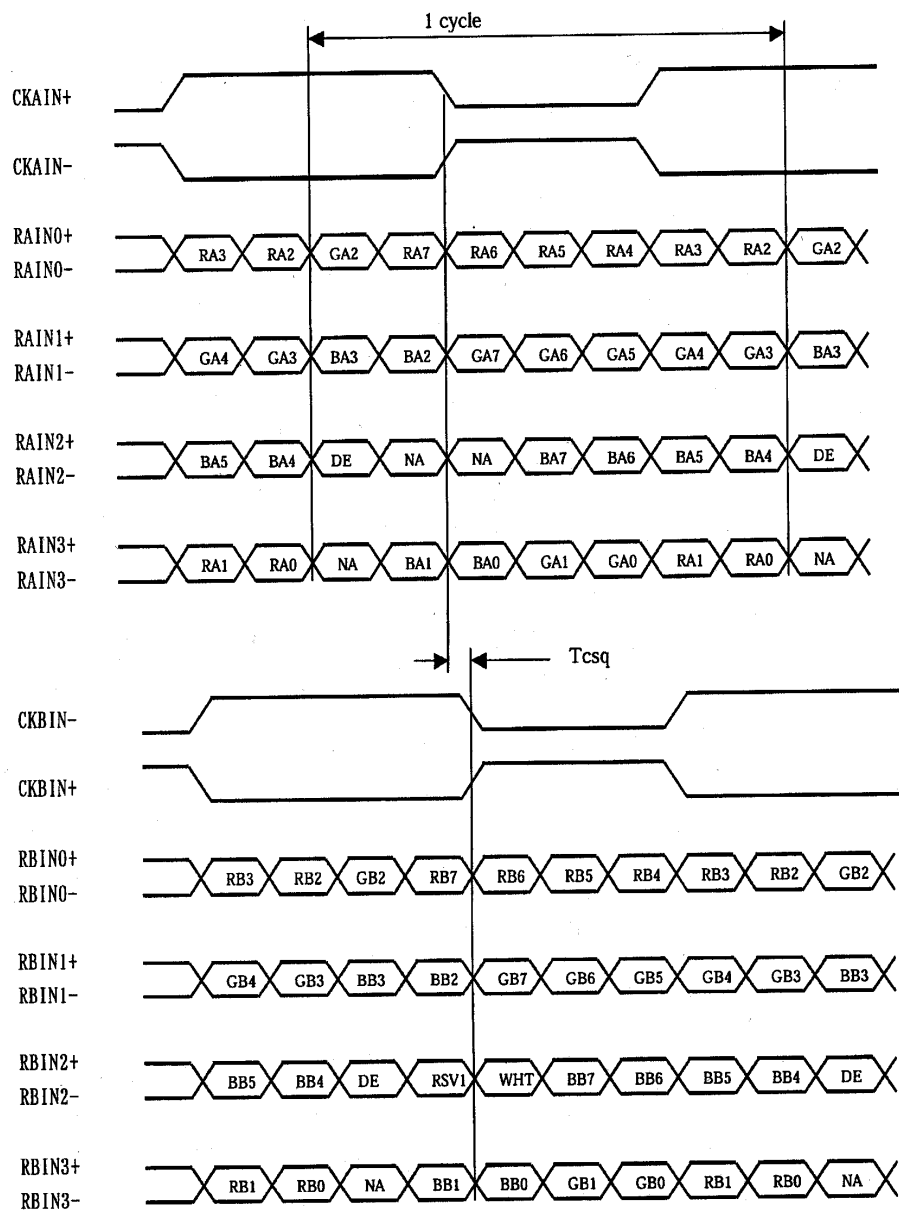 1 cycle
CKAIN+
CKAIN-
RAIN0+
RA3 RA2 GA2 RA7 RA6 RA5 RA4 RA3 RA2 GA2
RAIN0-
RAIN1+
GA4 GA3 BA3 BA2 GA7 GA6 GA5 GA4 GA3 BA3
RAIN1-
RAIN2+
BA5 BA4 DE NA NA BA7 BA6 BA5 BA4 DE
RAIN2-
RAIN3+
RA1 RA0 NA BA1 BA0 GA1 GA0 RA1 RA0 NA
RAIN3-
Tcsq
CKBIN-
CKBIN+
RBIN0+
RB3 RB2 GB2 RB7 RB6 RB5 RB4 RB3 RB2 GB2
RBIN0-
RBIN1+
GB4 GB3 BB3 BB2 GB7 GB6 GB5 GB4 GB3 BB3
RBIN1-
RBIN2+
BB5 BB4 DE RSV1 WHT BB7 BB6 BB5 BB4 DE
RBIN2-
RBIN3+
RB1 RB0 NA BB1 BB0 GB1 GB0 RB1 RB0 NA
RBIN3-